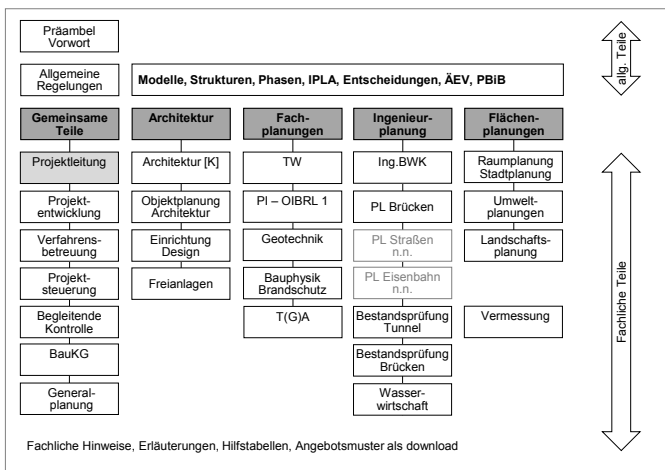 Präambel
Vorwort
allg. Teile
Allgemeine
Regelungen
Modelle, Strukturen, Phasen, IPLA, Entscheidungen, ÄEV, PBiB
Gemeinsame
Teile
Architektur
Fach-
planungen
Ingenieur-
planung
Flächen-
planungen
Projektleitung
Architektur [K]
TW
Ing.BWK
Raumplanung
Stadtplanung
Projekt-
entwicklung
Objektplanung
Architektur
PI – OIBRL 1
PL Brücken
Umwelt-
planungen
Verfahrens-
betreuung
Einrichtung
Design
Geotechnik
PL Straßen
n.n.
Landschafts-
planung
Projekt-
steuerung
Freianlagen
Bauphysik
Brandschutz
PL Eisenbahn
n.n.
Begleitende
Kontrolle
T(G)A
Bestandsprüfung
Tunnel
Vermessung
BauKG
Bestandsprüfung
Brücken
General-
planung
Wasser-
wirtschaft
Fachliche Teile
Fachliche Hinweise, Erläuterungen, Hilfstabellen, Angebotsmuster als download